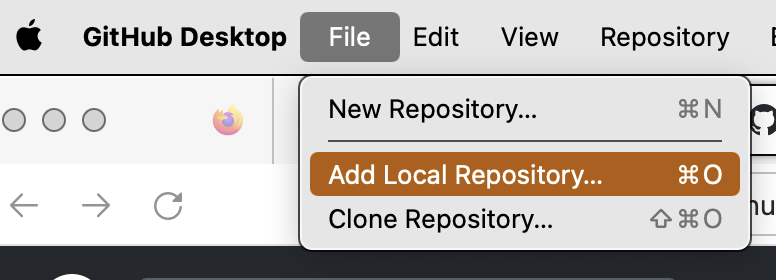 GitHub Desktop File Edit View Repository
New Repository... ⌘N
Add Local Repository... ⌘O
Clone Repository... ⇧⌘O